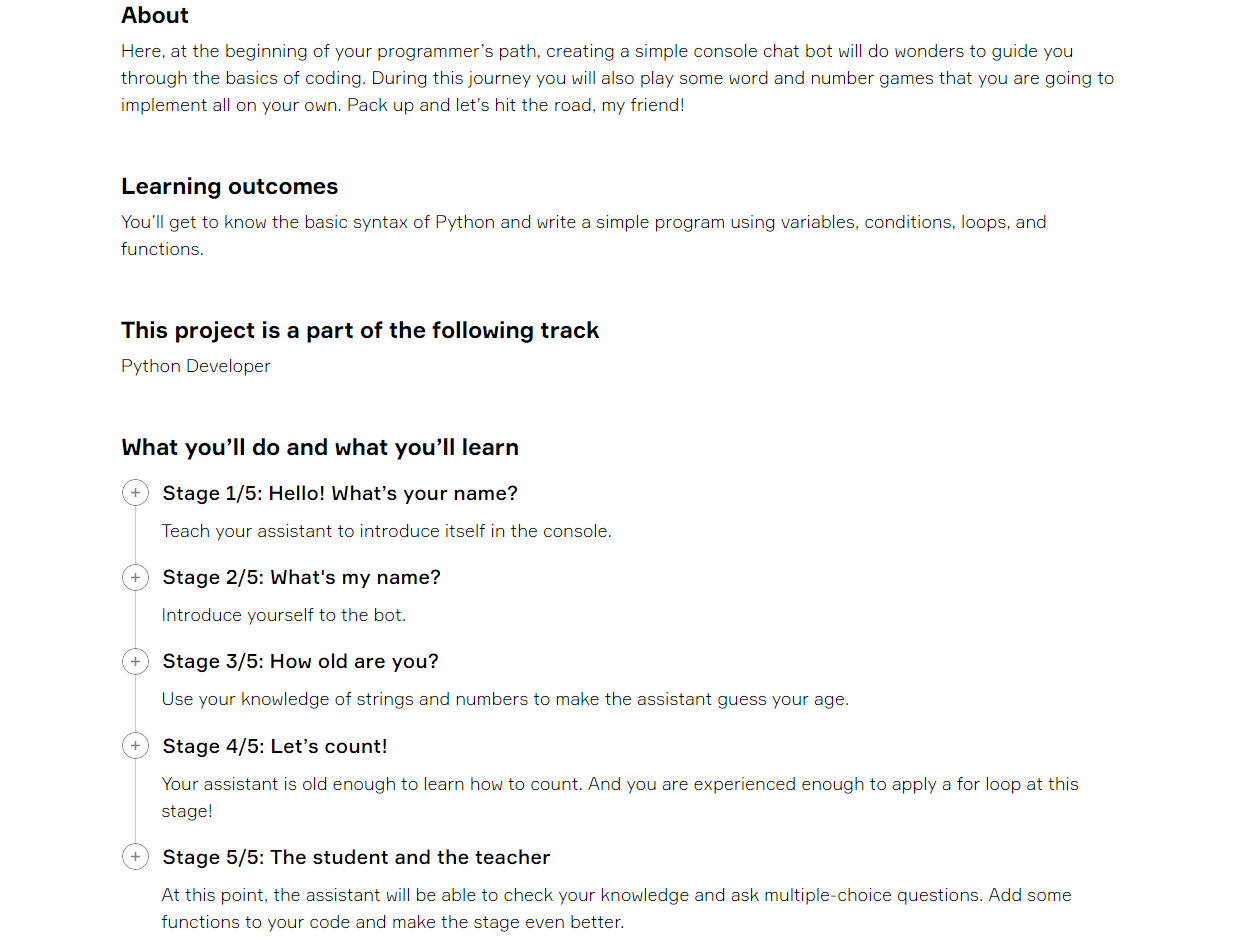 About
Here, at the beginning of your programmer’s path, creating a simple console chat bot will do wonders to guide you
through the basics of coding. During this journey you will also play some word and number games that you are going to
implement all on your own. Pack up and let’s hit the road, my friend!
Learning outcomes
You’ll get to know the basic syntax of Python and write a simple program using variables, conditions, loops, and
functions.
This project is a part of the following track
Python Developer
What you’ll do and what you’ll learn
Stage 1/5: Hello! What’s your name?
Teach your assistant to introduce itself in the console.
Stage 2/5: What's my name?
Introduce yourself to the bot.
Stage 3/5: How old are you?
Use your knowledge of strings and numbers to make the assistant guess your age.
Stage 4/5: Let’s count!
Your assistant is old enough to learn how to count. And you are experienced enough to apply a for loop at this
stage!
Stage 5/5: The student and the teacher
At this point, the assistant will be able to check your knowledge and ask multiple-choice questions. Add some
functions to your code and make the stage even better.